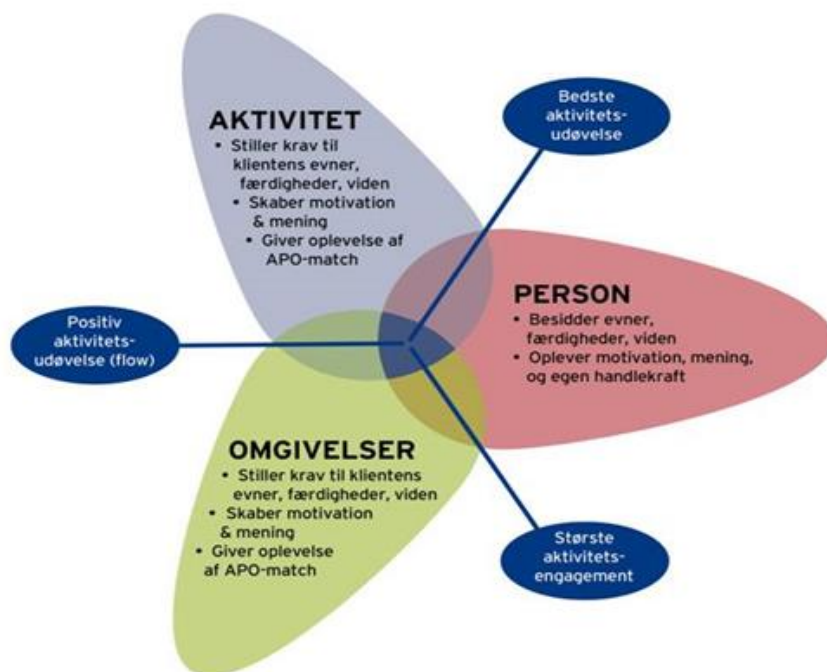 AKTIVITET
• Stiller krav til
klientens evner,
færdigheder, viden
• Skaber motivation
& mening
• Giver oplevelse af
APO-match
Bedste
aktivitets-
udøvelse
PERSON
• Besidder evner,
færdigheder, viden
• Oplever motivation, mening,
og egen handlekraft
Positiv
aktivitets-
udøvelse (flow)
OMGIVELSER
• Stiller krav til klientens
evner, færdigheder, viden
• Skaber motivation
& mening
• Giver oplevelse
af APO-match
Største
aktivitets-
engagement